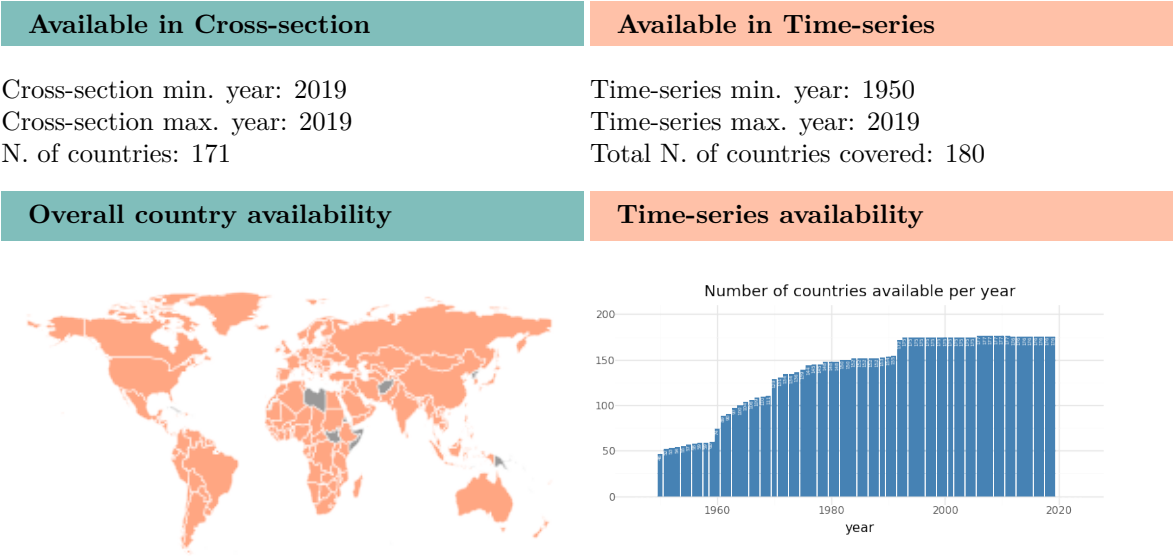 Available in Cross-section
Available in Time-series
Cross-section min. year: 2019
Cross-section max. year: 2019
N. of countries: 171
Time-series min. year: 1950
Time-series max. year: 2019
Total N. of countries covered: 180
Overall country availability
Time-series availability
Number of countries available per year
200
150
100
50
0
1960
1980
2000
2020
year